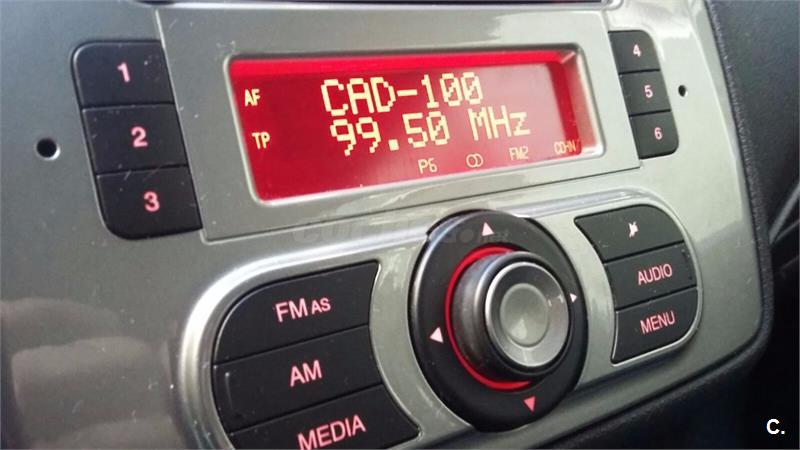 1
2
3
AF
CAD-100
TP
99.50 MHz
P6
FM2
4
5
6
FM AS
AM
MEDIA
AUDIO
MENU
C.